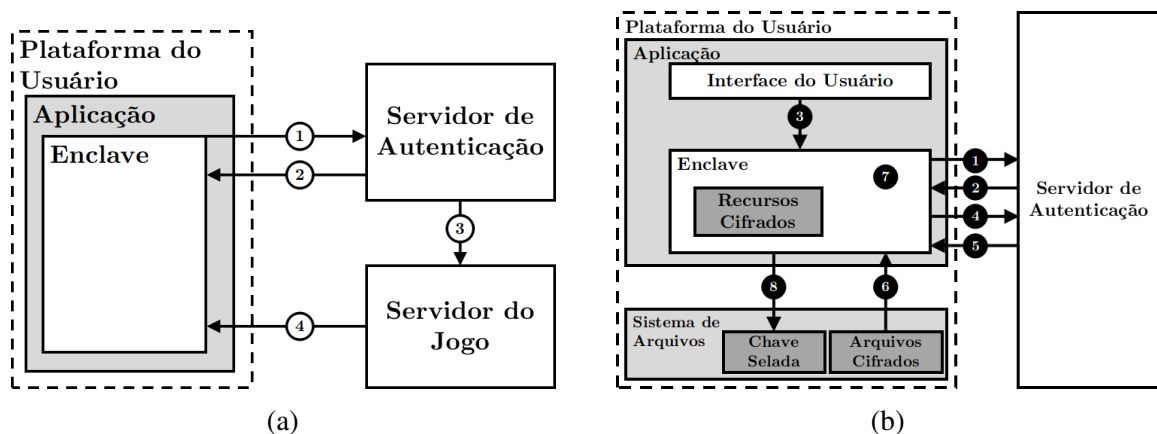 Plataforma do
Usuário
Aplicação
Enclave
1
2
Servidor de
Autenticação
3
Servidor do
Jogo
4
(a)
Plataforma do Usuário
Aplicação
Interface do Usuário
3
Enclave
7
Recursos
Cifrados
1
2
4
5
Servidor de
Autenticação
8
6
Sistema de
Arquivos
Chave
Selada
Arquivos
Cifrados
(b)